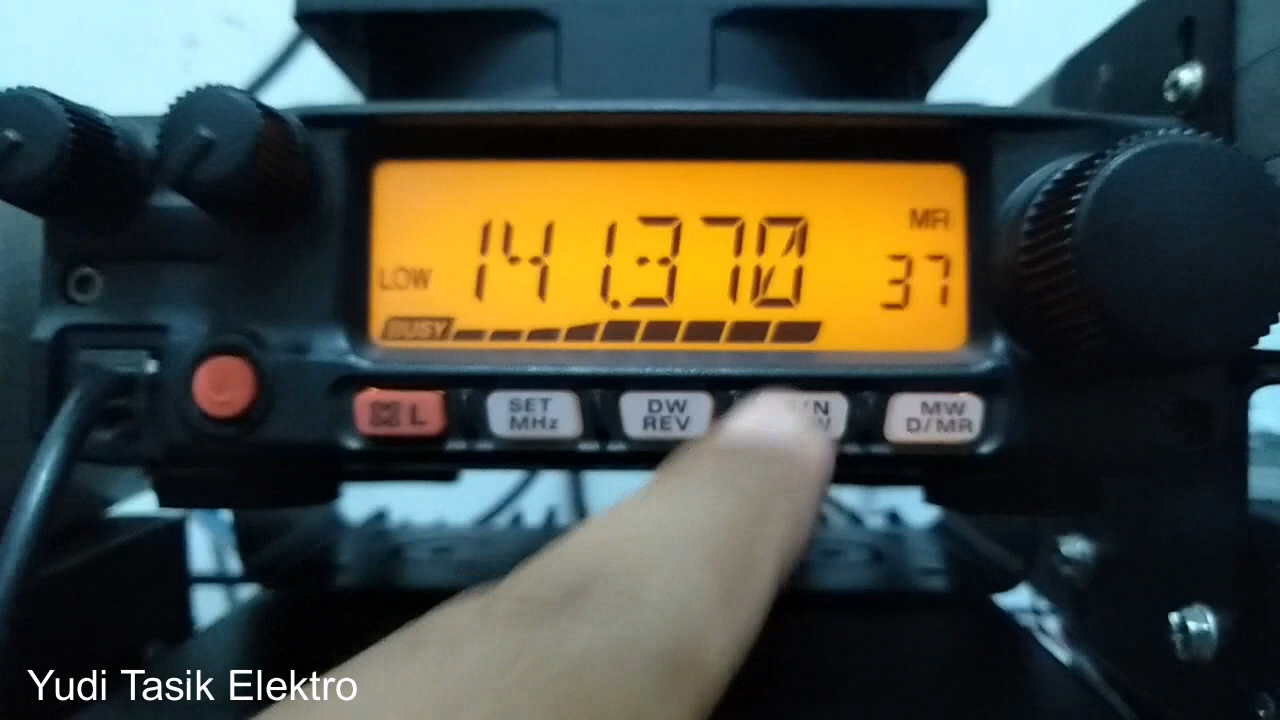 141.370
MR
LOW
37
BUSY
L
SET
MHz
DW
REV
MW
D/MR
Yudi Tasik Elektro